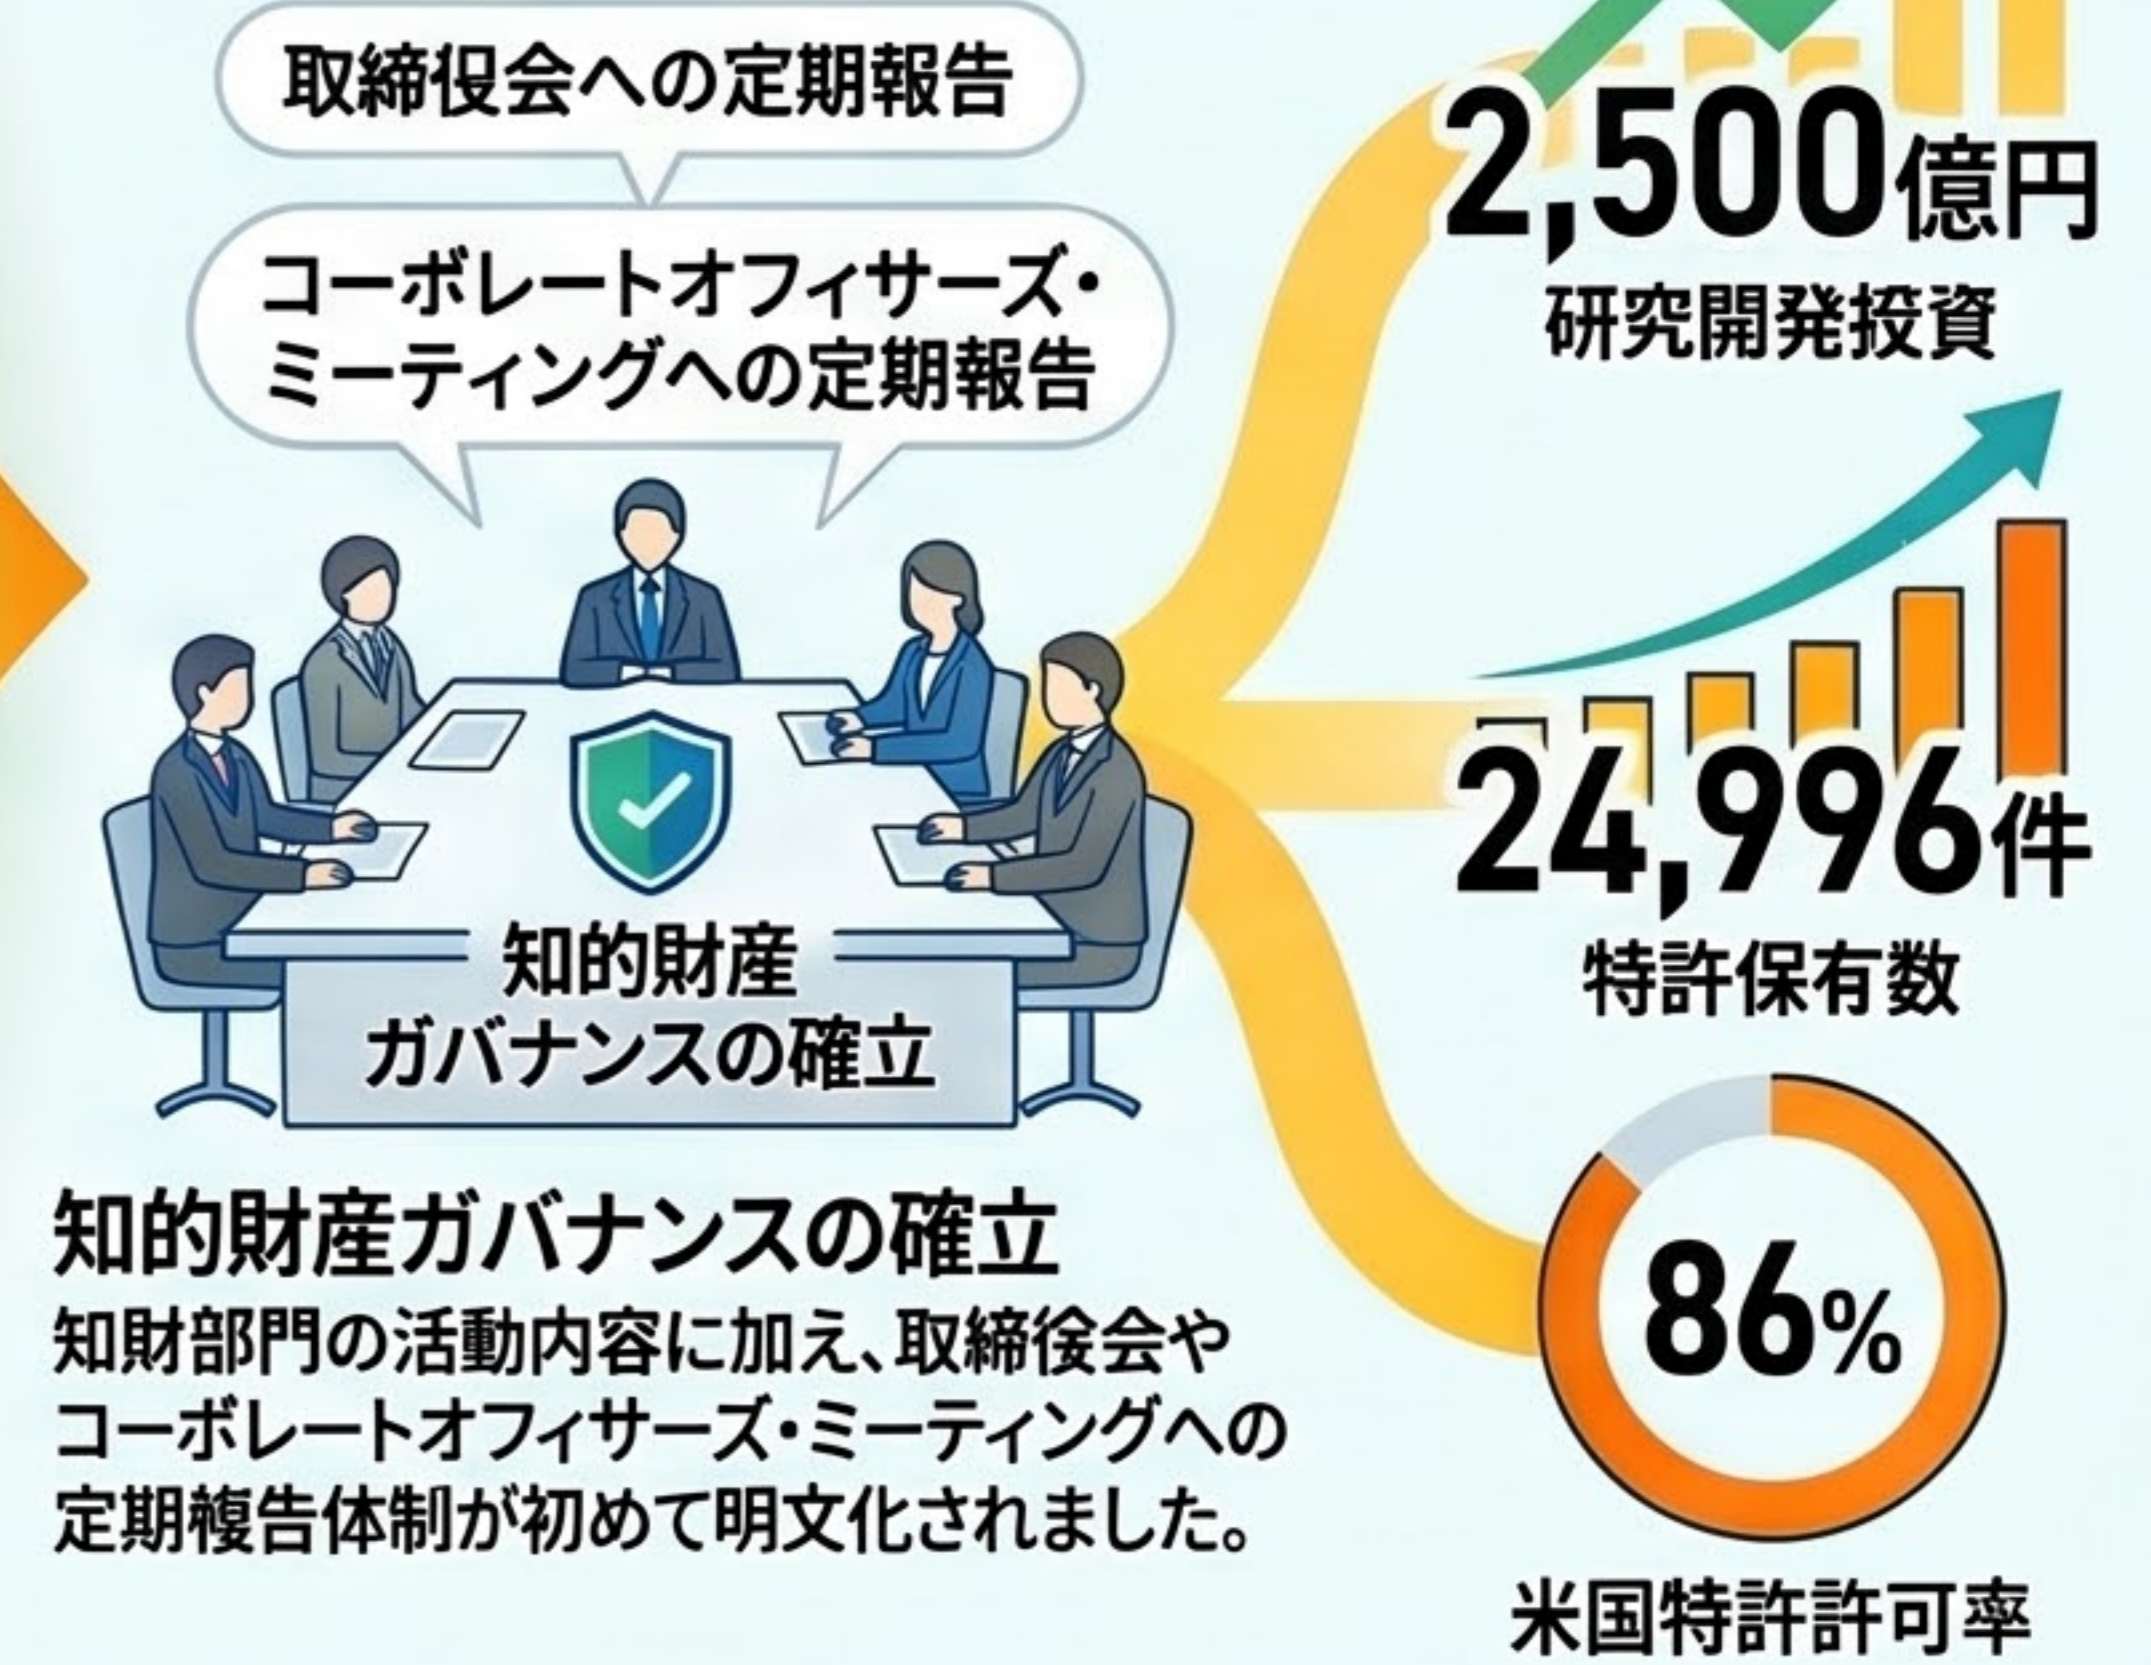 取締役会への定期報告
コーボレートオフィサーズ・
ミーティングへの定期報告
知的財産
ガバナンスの確立
知的財産ガバナンスの確立
知財部門の活動内容に加え、取締役会や
コーボレートオフィサーズ・ミーティングへの
定期報告体制が初めて明文化されました。
2,500億円
研究開発投資
24,996件
特許保有数
86%
米国特許許可率